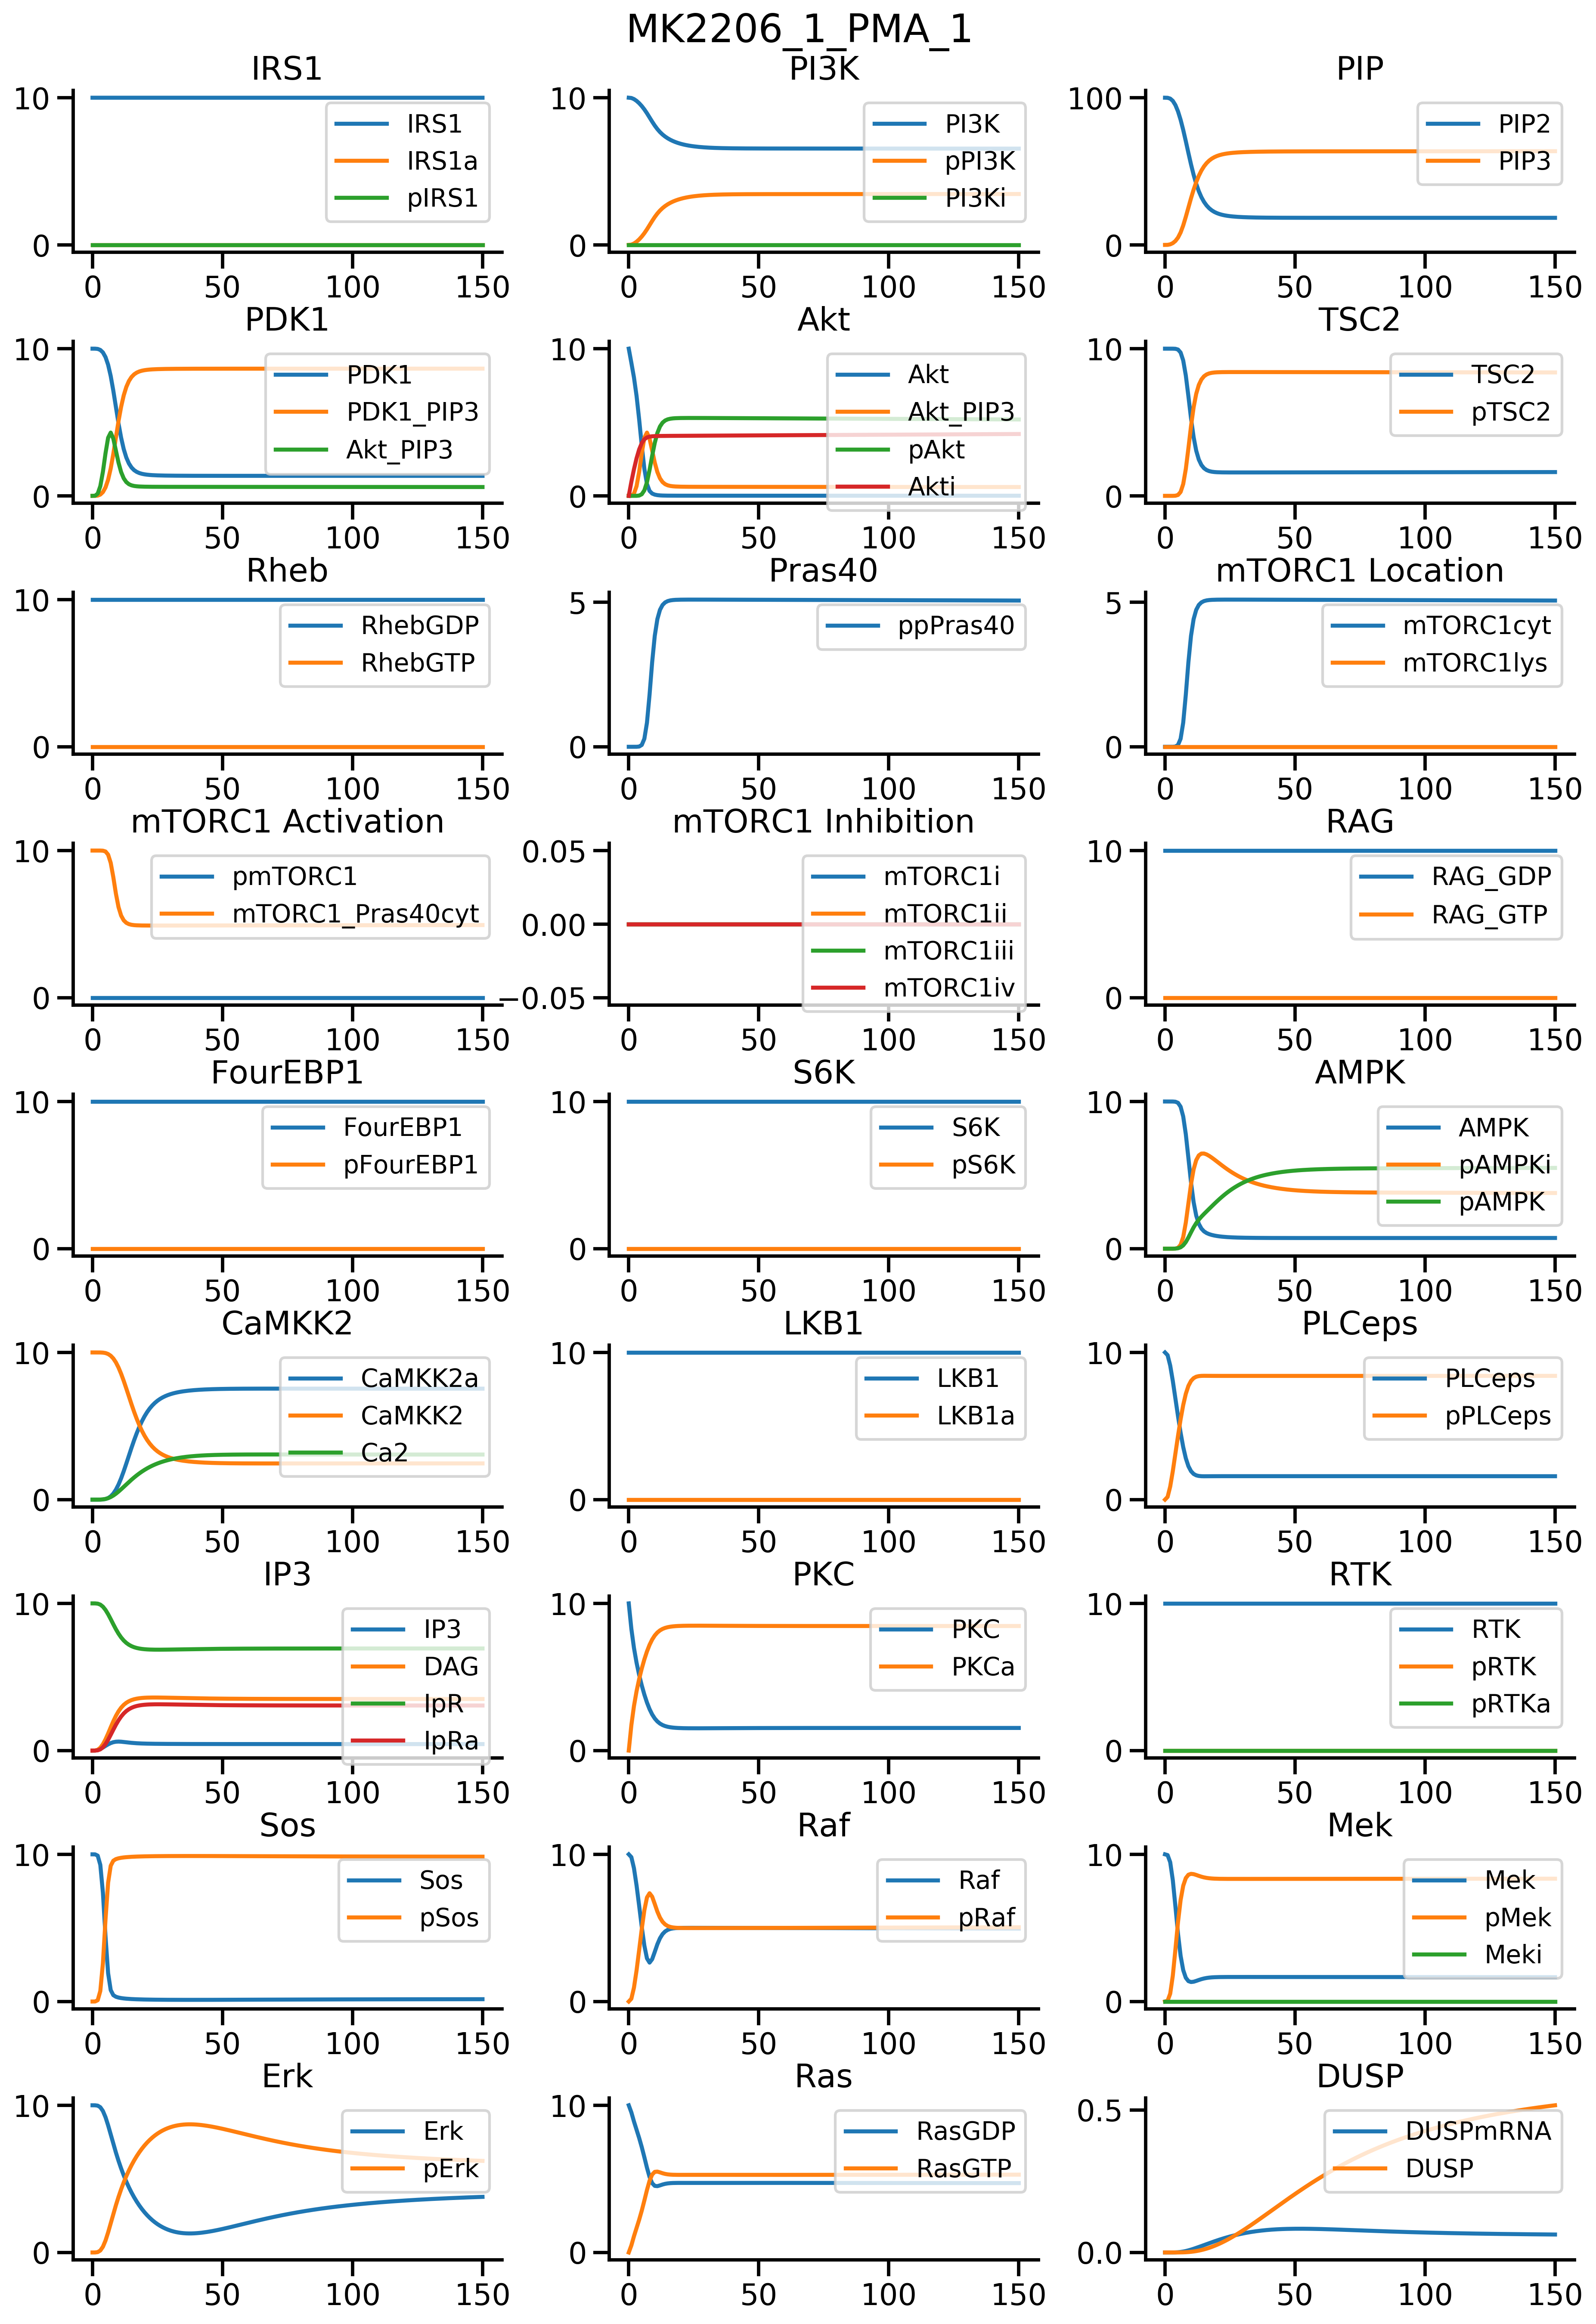 MK2206_1_PMA_1
IRS1
10
0
0 50 100 150
IRS1
IRS1a
pIRS1
PI3K
10
0
0 50 100 150
PI3K
pPI3K
PI3Ki
PIP
100
0
0 50 100 150
PIP2
PIP3
PDK1
10
0
0 50 100 150
PDK1
PDK1_PIP3
Akt_PIP3
Akt
10
0
0 50 100 150
Akt
Akt_PIP3
pAkt
Akti
TSC2
10
0
0 50 100 150
TSC2
pTSC2
Rheb
10
0
0 50 100 150
RhebGDP
RhebGTP
Pras40
5
0
0 50 100 150
ppPras40
mTORC1 Location
5
0
0 50 100 150
mTORC1cyt
mTORC1lys
mTORC1 Activation
10
0
0 50 100 150
pmTORC1
mTORC1_Pras40cyt
mTORC1 Inhibition
0.05
0.00
−0.05
0 50 100 150
mTORC1i
mTORC1ii
mTORC1iii
mTORC1iv
RAG
10
0
0 50 100 150
RAG_GDP
RAG_GTP
FourEBP1
10
0
0 50 100 150
FourEBP1
pFourEBP1
S6K
10
0
0 50 100 150
S6K
pS6K
AMPK
10
0
0 50 100 150
AMPK
pAMPKi
pAMPK
CaMKK2
10
0
0 50 100 150
CaMKK2a
CaMKK2
Ca2
LKB1
10
0
0 50 100 150
LKB1
LKB1a
PLCeps
10
0
0 50 100 150
PLCeps
pPLCeps
IP3
10
0
0 50 100 150
IP3
DAG
IpR
IpRa
PKC
10
0
0 50 100 150
PKC
PKCa
RTK
10
0
0 50 100 150
RTK
pRTK
pRTKa
Sos
10
0
0 50 100 150
Sos
pSos
Raf
10
0
0 50 100 150
Raf
pRaf
Mek
10
0
0 50 100 150
Mek
pMek
Meki
Erk
10
0
0 50 100 150
Erk
pErk
Ras
10
0
0 50 100 150
RasGDP
RasGTP
DUSP
0.5
0.0
0 50 100 150
DUSPmRNA
DUSP